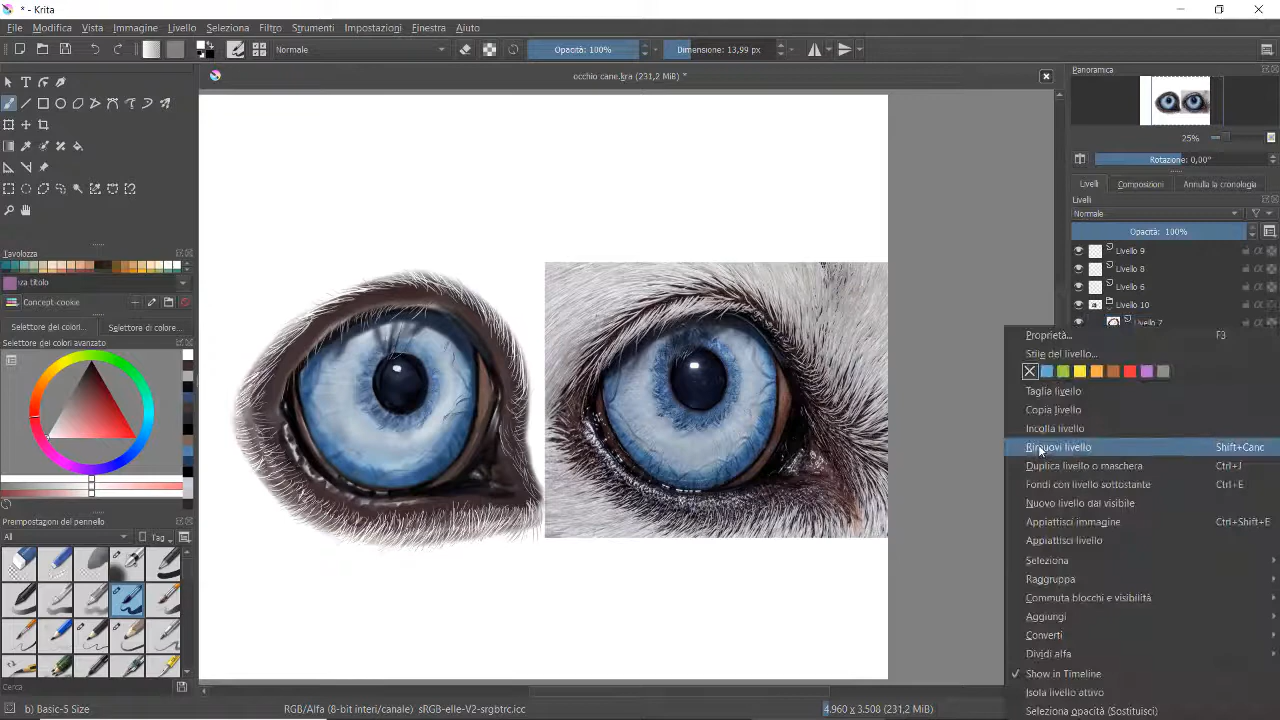 * - Krita
File Modifica Vista Immagine Livello Seleziona Filtro Strumenti Impostazioni Finestra Aiuto
Normale Opacità: 100% Dimensione: 13,99 px
occhio cane.kra (231,2 MiB) *
Panoramica
25%
Rotazione: 0,00°
Livelli Composizioni Annulla la cronologia
Livelli
Normale
Opacità: 100%
Livello 9
Livello 8
Livello 6
Livello 10
Livello 7
Tavolozza
Concept-cookie
Selettore dei colori... Selettore di colore...
Selettore dei colori avanzato
Preimpostazioni del pennello
All Tag
Cerca
Proprietà... F3
Stile del livello...
Taglia livello
Copia livello
Incolla livello
Rimuovi livello Shift+Canc
Duplica livello o maschera Ctrl+J
Fondi con livello sottostante Ctrl+E
Nuovo livello dal visibile
Appiattisci immagine Ctrl+Shift+E
Appiattisci livello
Seleziona
Raggruppa
Commuta blocchi e visibilità
Aggiungi
Converti
Dividi alfa
Show in Timeline
Isola livello attivo
Seleziona opacità (Sostituisci)
b) Basic-5 Size RGB/Alfa (8-bit interi/canale) sRGB-elle-V2-srgbtrc.icc 4.960 x 3.508 (231,2 MiB)